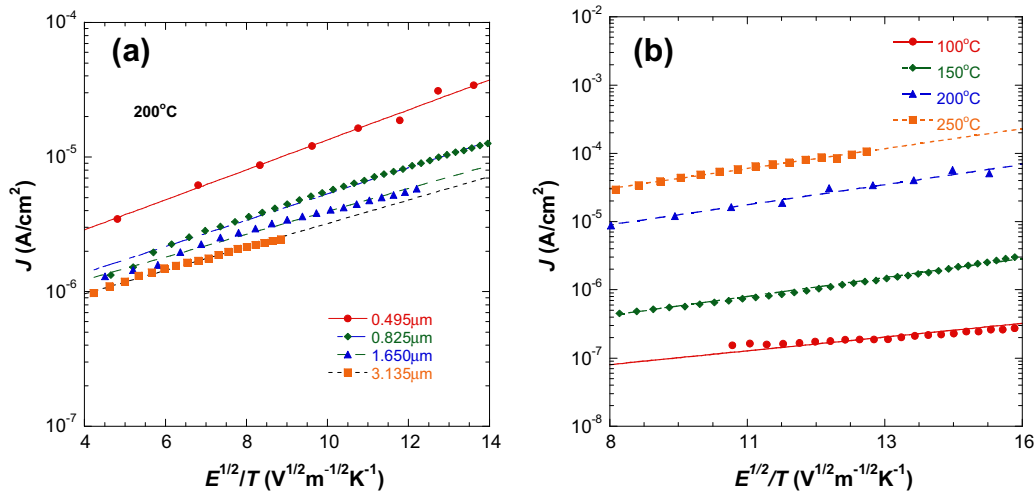 (a)
200°C
10⁻⁴
10⁻⁵
10⁻⁶
10⁻⁷
J (A/cm²)
0.495μm
0.825μm
1.650μm
3.135μm
4 6 8 10 12 14
E^1/2/T (V^1/2m^-1/2K^-1)
(b)
100°C
150°C
200°C
250°C
10⁻²
10⁻³
10⁻⁴
10⁻⁵
10⁻⁶
10⁻⁷
10⁻⁸
J (A/cm²)
8 11 13 16
E^1/2/T (V^1/2m^-1/2K^-1)